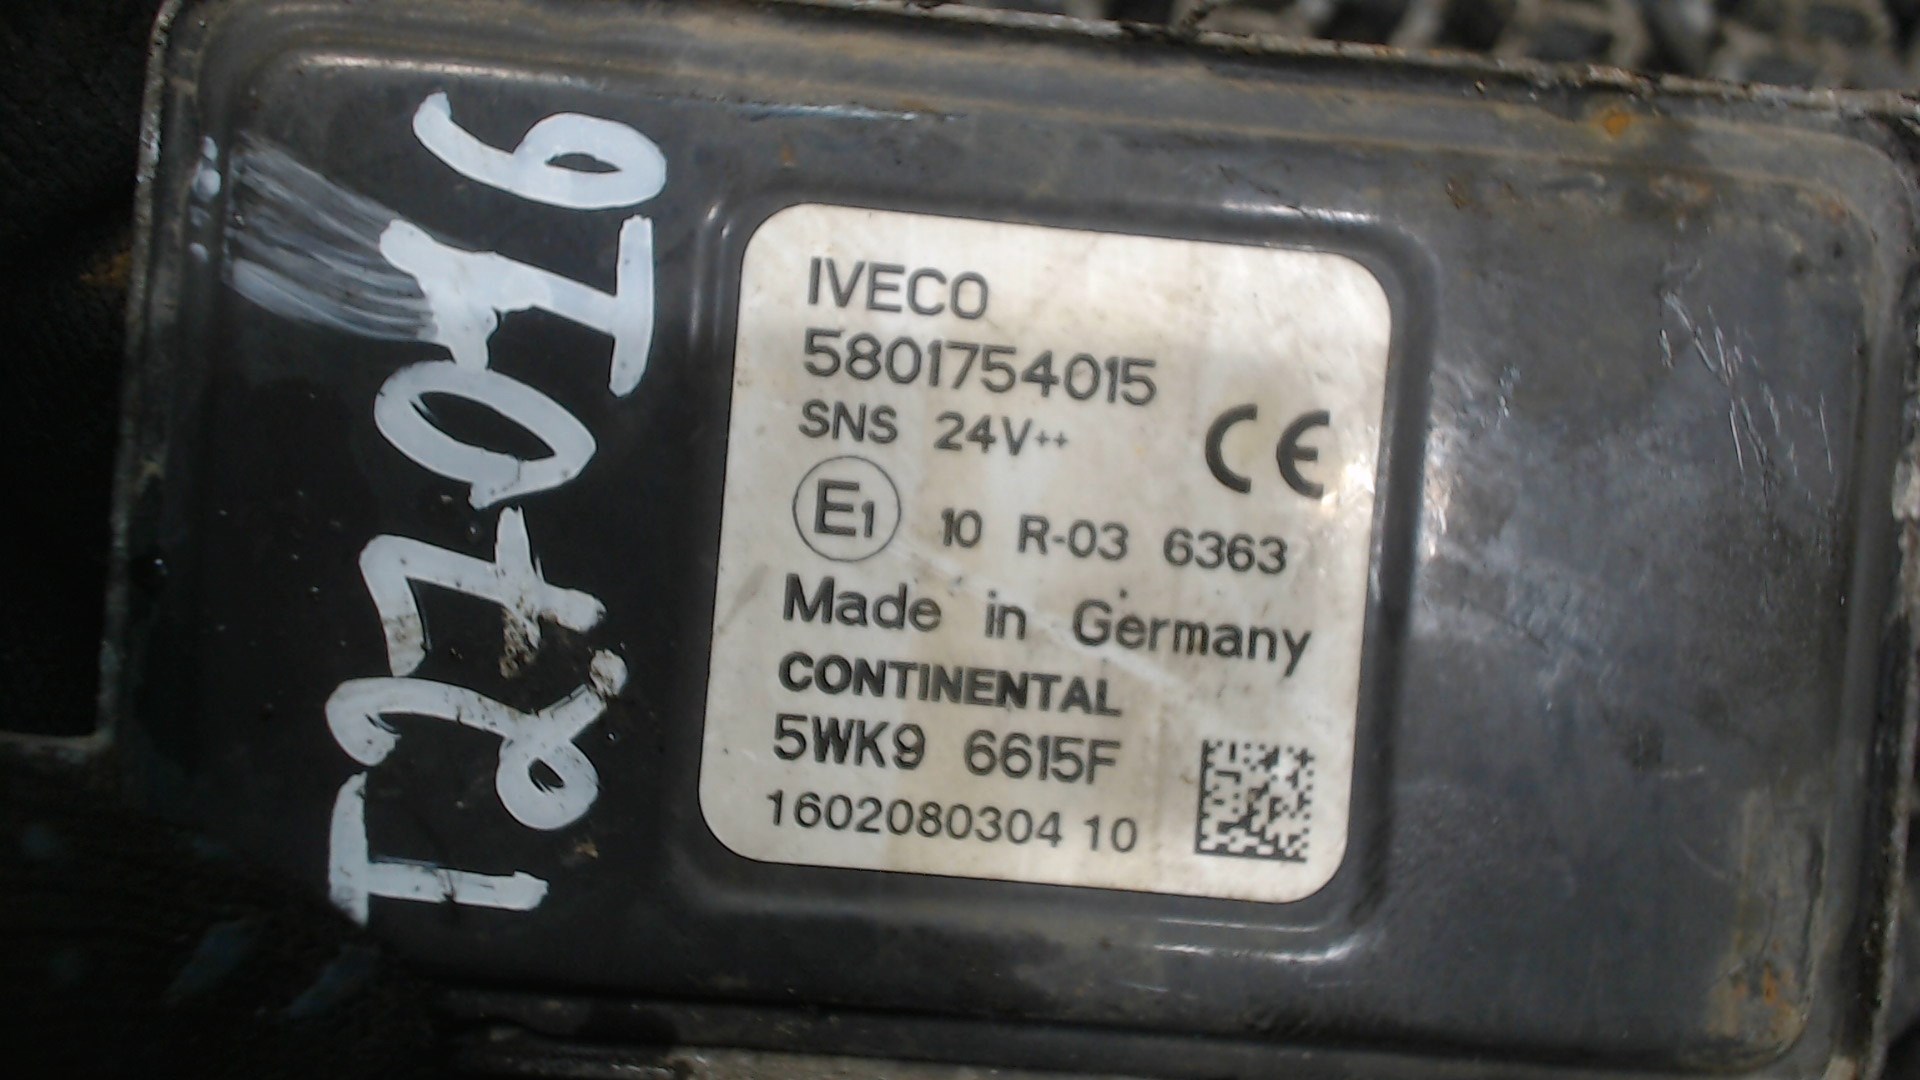 IVECO
5801754015
SNS 24V++
CE
E1 10 R-03 6363
Made in Germany
CONTINENTAL
5WK9 6615F
1602080304 10
T27016